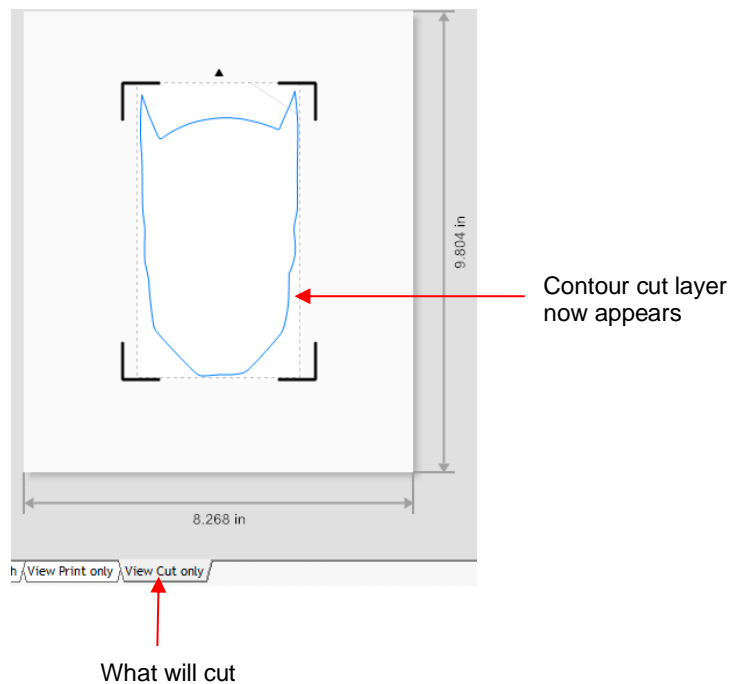 9.804 in
Contour cut layer
now appears
8.268 in
h View Print only View Cut only
What will cut